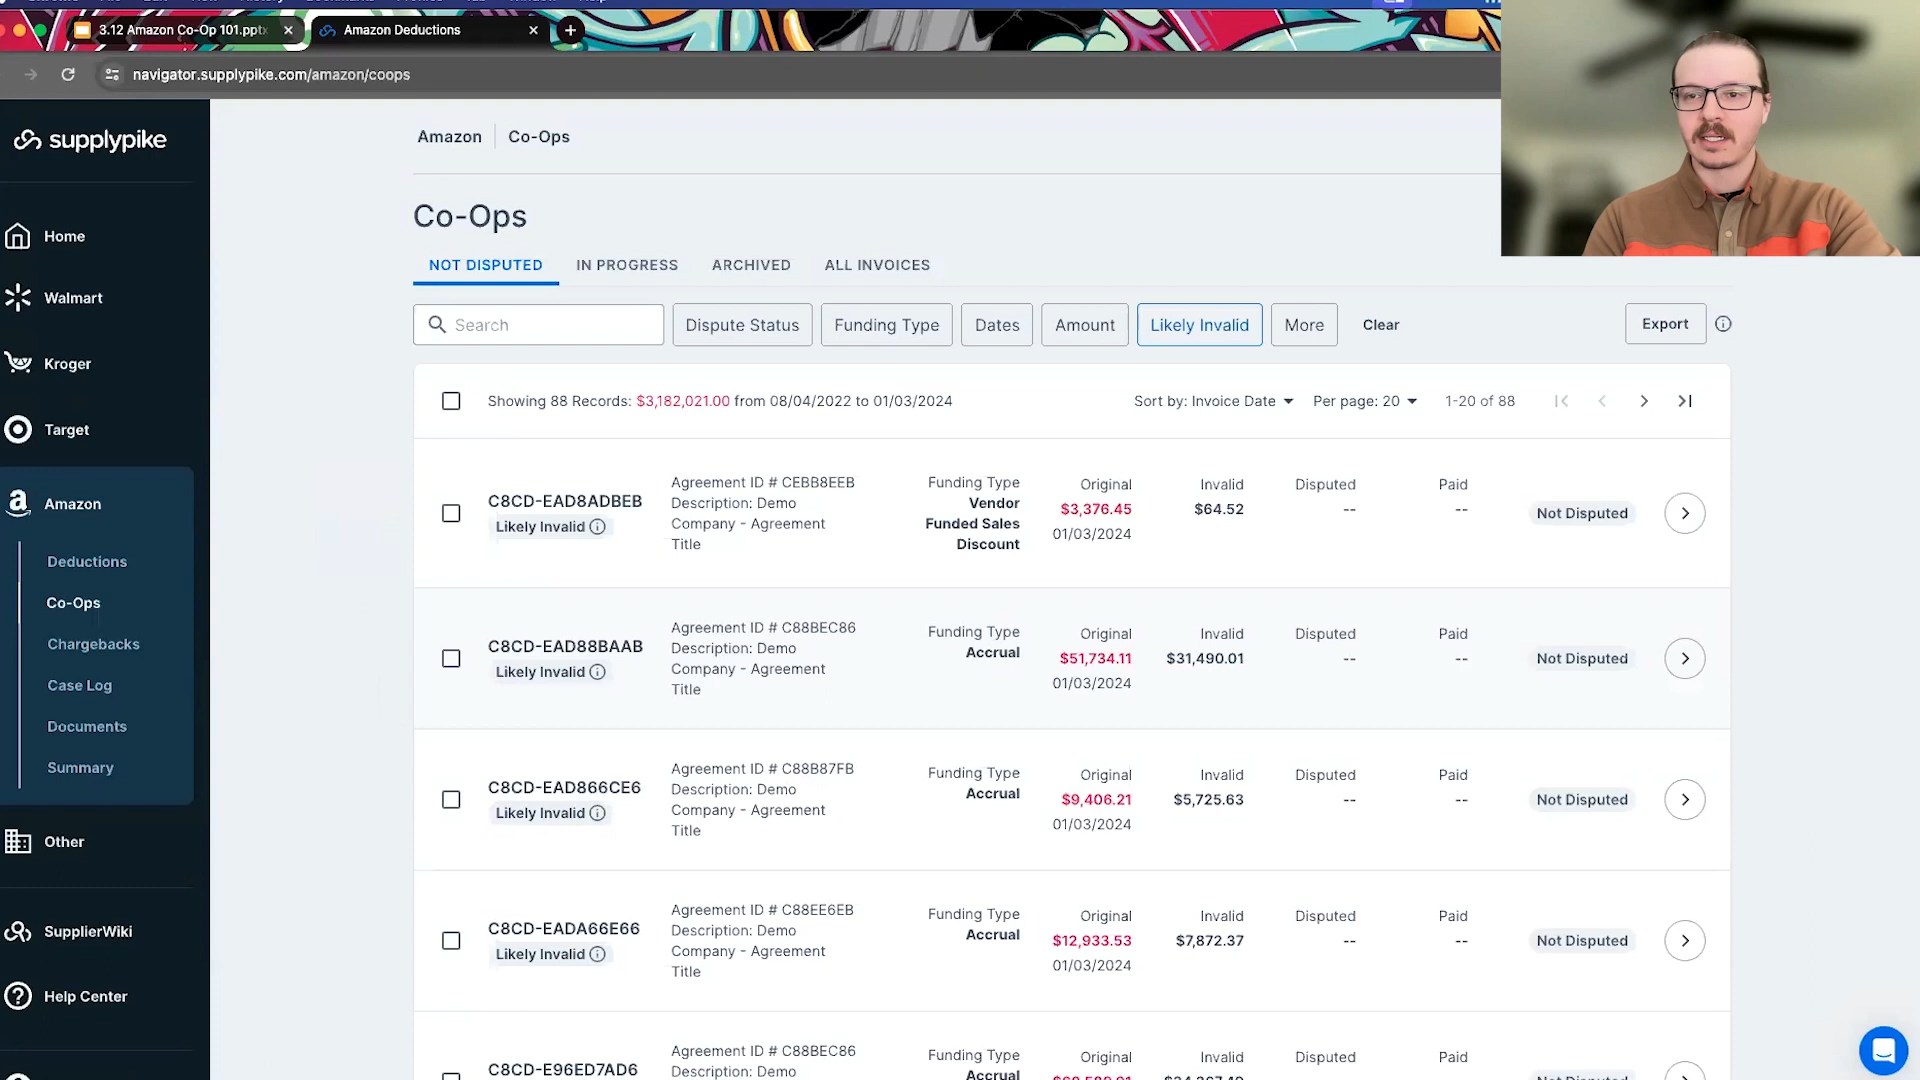 3.12 Amazon Co-Op 101.pptx
Amazon Deductions
navigator.supplypike.com/amazon/coops
supplypike
Home
Walmart
Kroger
Target
Amazon
Deductions
Co-Ops
Chargebacks
Case Log
Documents
Summary
Other
SupplierWiki
Help Center
Amazon Co-Ops
Co-Ops
NOT DISPUTED IN PROGRESS ARCHIVED ALL INVOICES
Search Dispute Status Funding Type Dates Amount Likely Invalid More Clear Export
Showing 88 Records: $3,182,021.00 from 08/04/2022 to 01/03/2024 Sort by: Invoice Date Per page: 20 1-20 of 88
C8CD-EAD8ADBEB
Likely Invalid
Agreement ID # CEBB8EEB
Description: Demo
Company - Agreement
Title
Funding Type
Vendor
Funded Sales
Discount
Original
$3,376.45
01/03/2024
Invalid
$64.52
Disputed
--
Paid
--
Not Disputed
C8CD-EAD88BAAB
Likely Invalid
Agreement ID # C88BEC86
Description: Demo
Company - Agreement
Title
Funding Type
Accrual
Original
$51,734.11
01/03/2024
Invalid
$31,490.01
Disputed
--
Paid
--
Not Disputed
C8CD-EAD866CE6
Likely Invalid
Agreement ID # C88B87FB
Description: Demo
Company - Agreement
Title
Funding Type
Accrual
Original
$9,406.21
01/03/2024
Invalid
$5,725.63
Disputed
--
Paid
--
Not Disputed
C8CD-EADA66E66
Likely Invalid
Agreement ID # C88EE6EB
Description: Demo
Company - Agreement
Title
Funding Type
Accrual
Original
$12,933.53
01/03/2024
Invalid
$7,872.37
Disputed
--
Paid
--
Not Disputed
C8CD-E96ED7AD6
Agreement ID # C88BEC86
Description: Demo
Funding Type
Accrual
Original
Invalid
Disputed
Paid